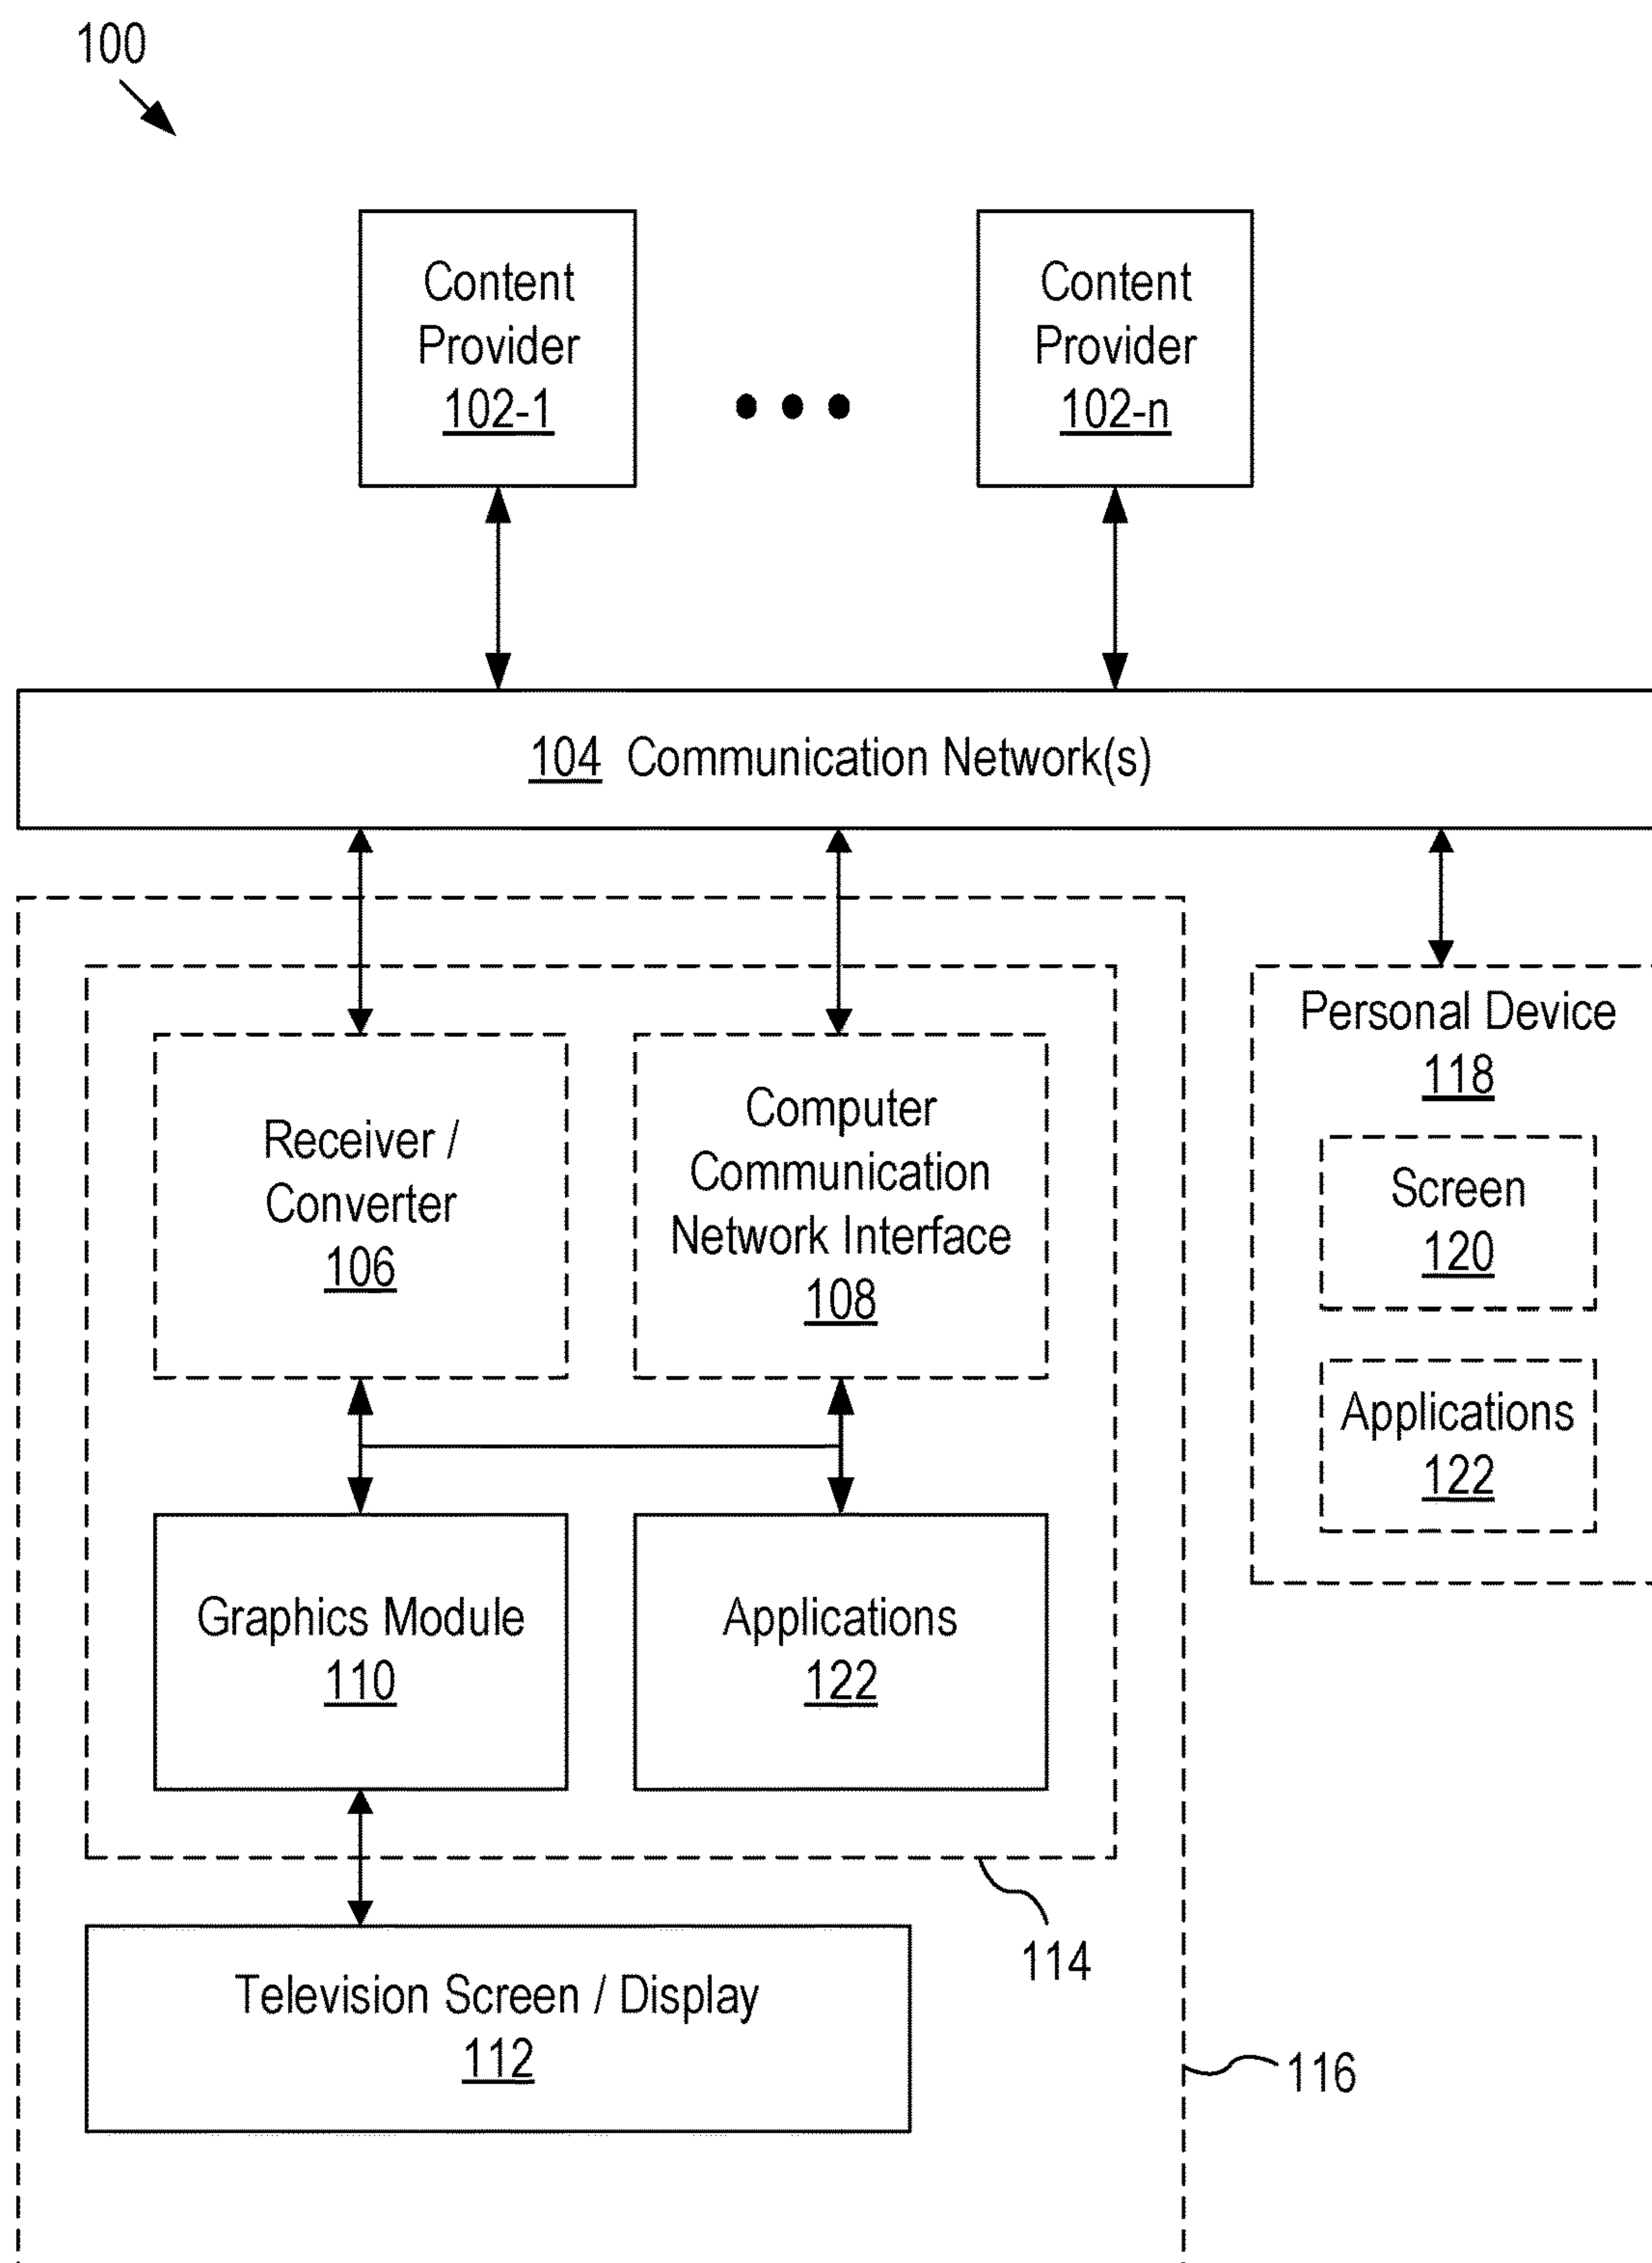 100
Content
Provider
102-1
Content
Provider
102-n
104 Communication Network(s)
Receiver /
Converter
106
Computer
Communication
Network Interface
108
Personal Device
118
Screen
120
Applications
122
Graphics Module
110
Applications
122
114
Television Screen / Display
112
116